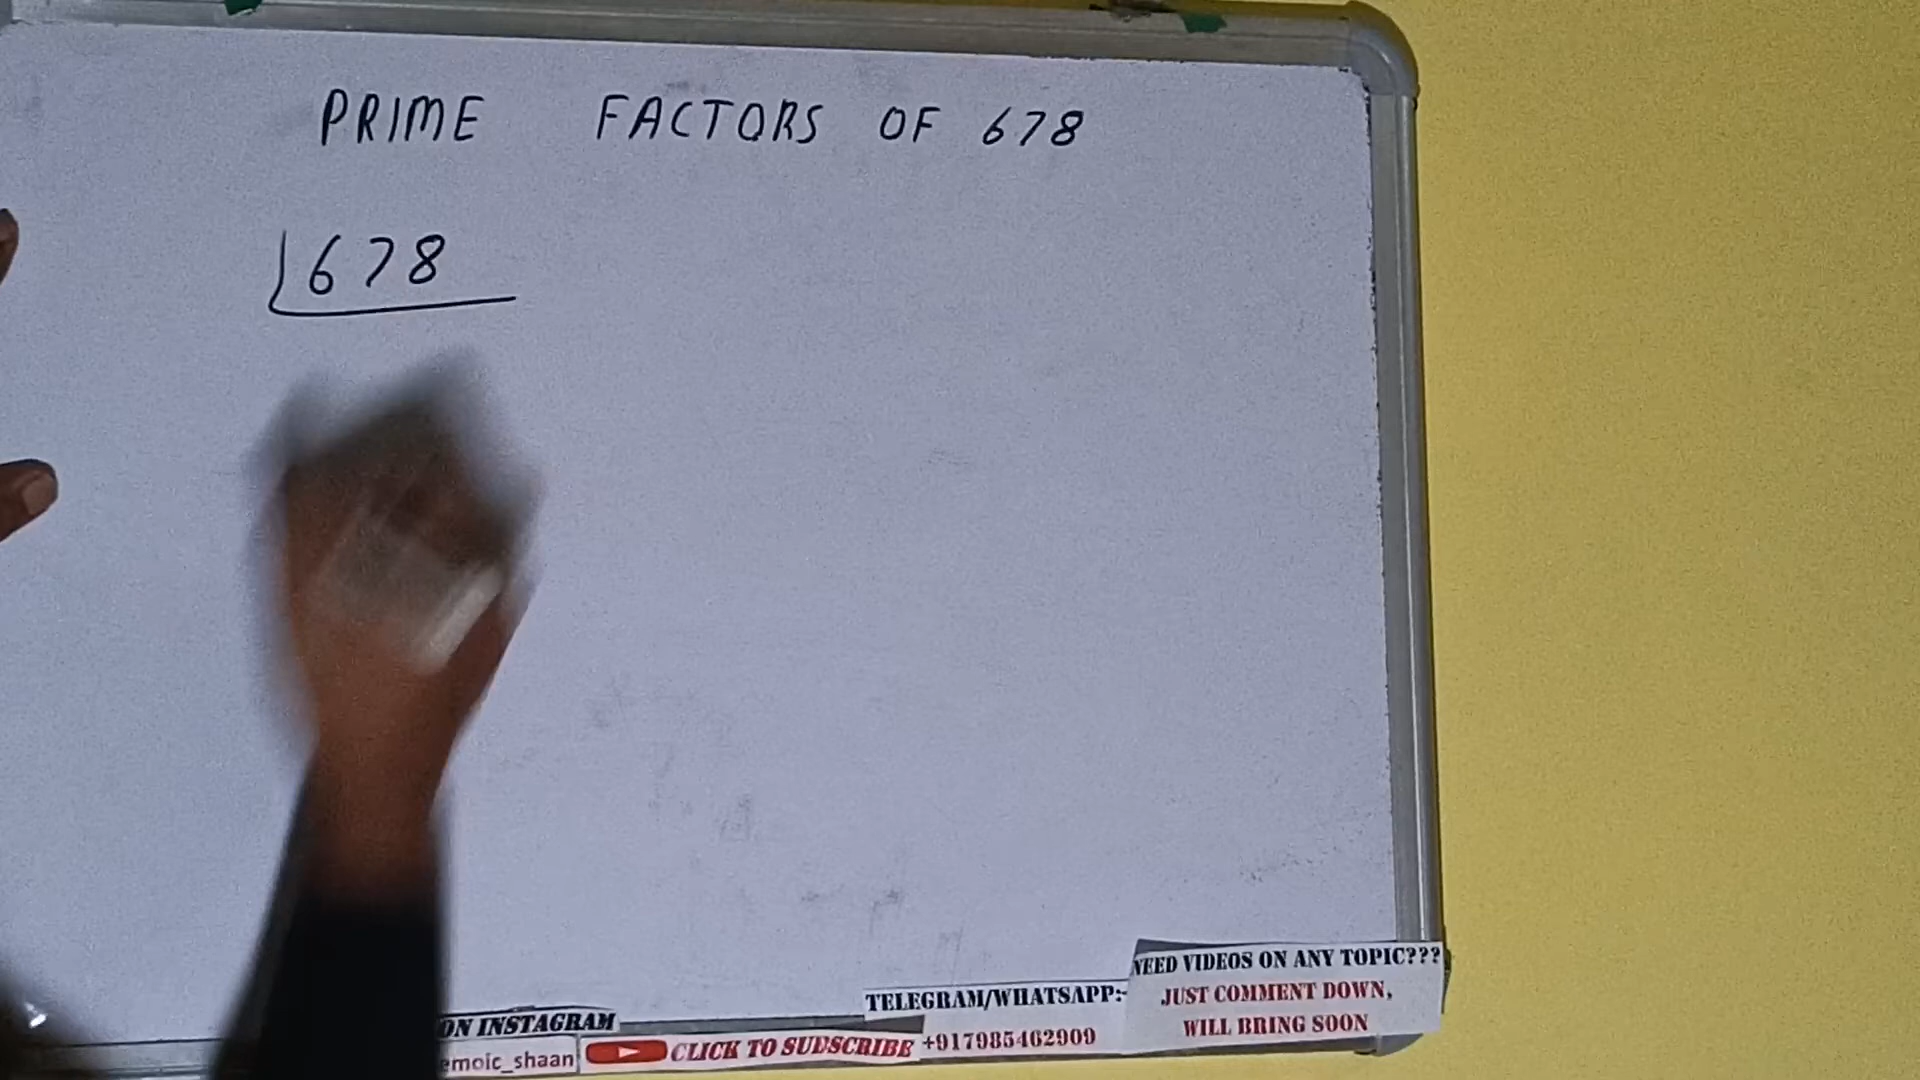 PRIME FACTORS OF 678
678
ON INSTAGRAM
emoic_shaan
CLICK TO SUBSCRIBE
TELEGRAM/WHATSAPP:-
+917985462909
NEED VIDEOS ON ANY TOPIC???
JUST COMMENT DOWN,
WILL BRING SOON